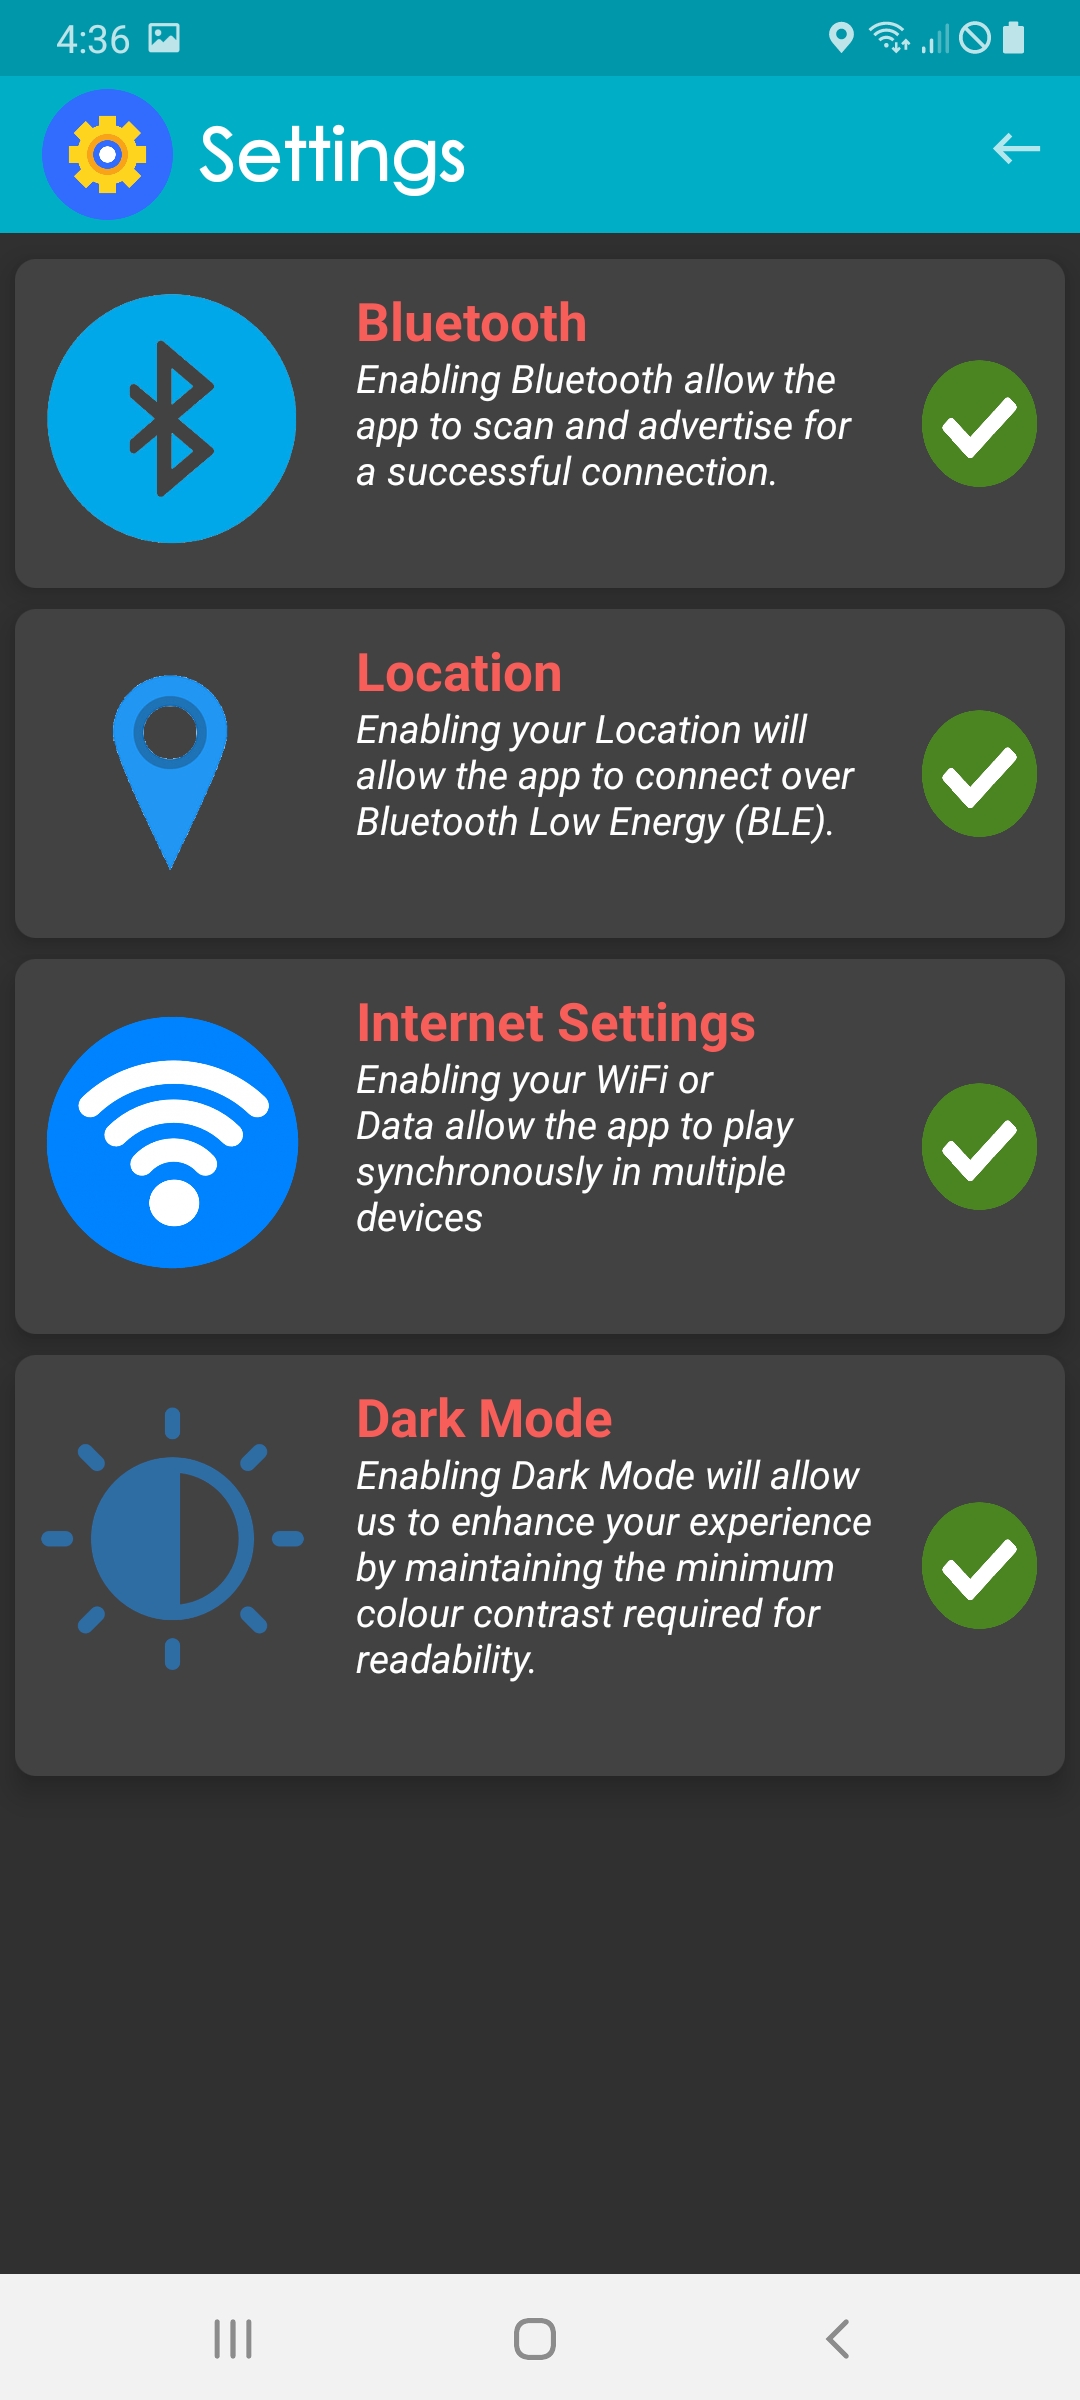 4:36
Settings
Bluetooth
Enabling Bluetooth allow the
app to scan and advertise for
a successful connection.
Location
Enabling your Location will
allow the app to connect over
Bluetooth Low Energy (BLE).
Internet Settings
Enabling your WiFi or
Data allow the app to play
synchronously in multiple
devices
Dark Mode
Enabling Dark Mode will allow
us to enhance your experience
by maintaining the minimum
colour contrast required for
readability.